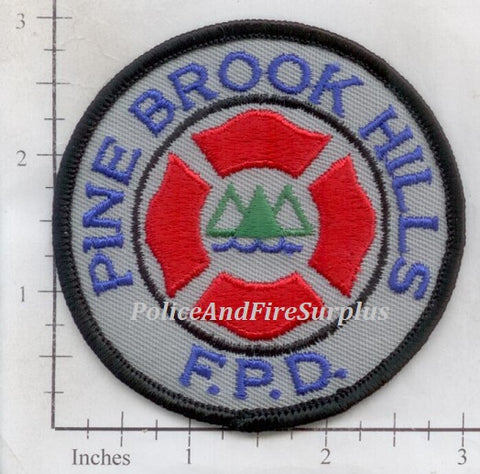 PINE BROOK HILLS
F.P.D.
PoliceAndFireSurplus
3
2
1
Inches
1
2
3